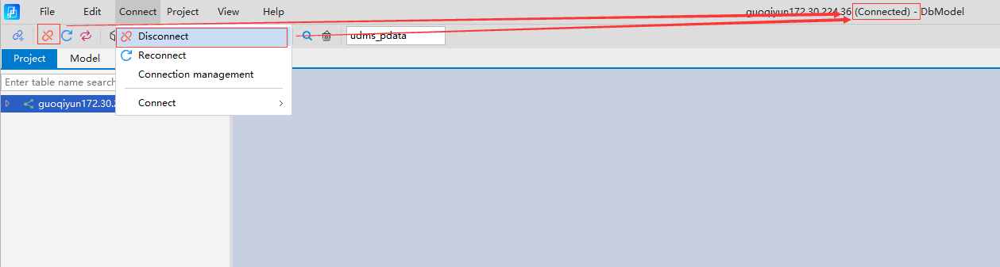 File Edit Connect Project View Help guoqiyun172.30.224.36 (Connected) - DbModel
Disconnect udms_pdata
Reconnect
Project Model
Connection management
Enter table name search
Connect
guoqiyun172.30.2